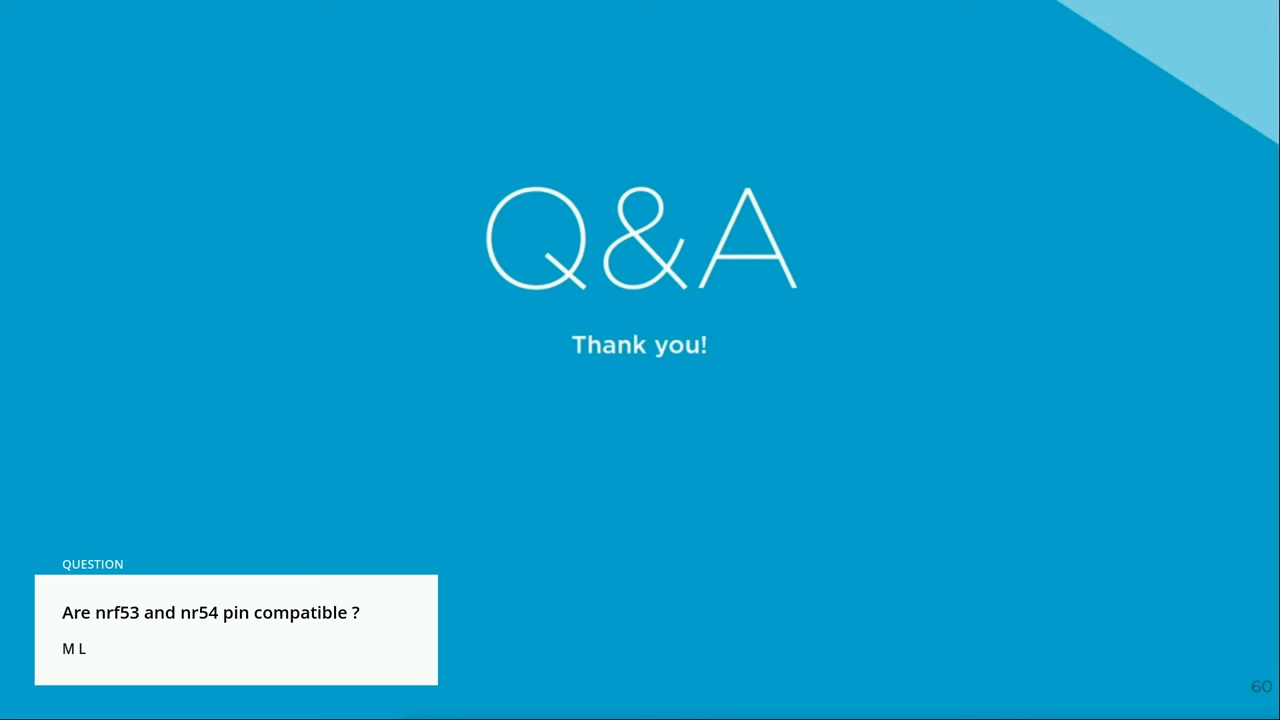 Q&A
Thank you!
QUESTION
Are nrf53 and nr54 pin compatible ?
M L
60